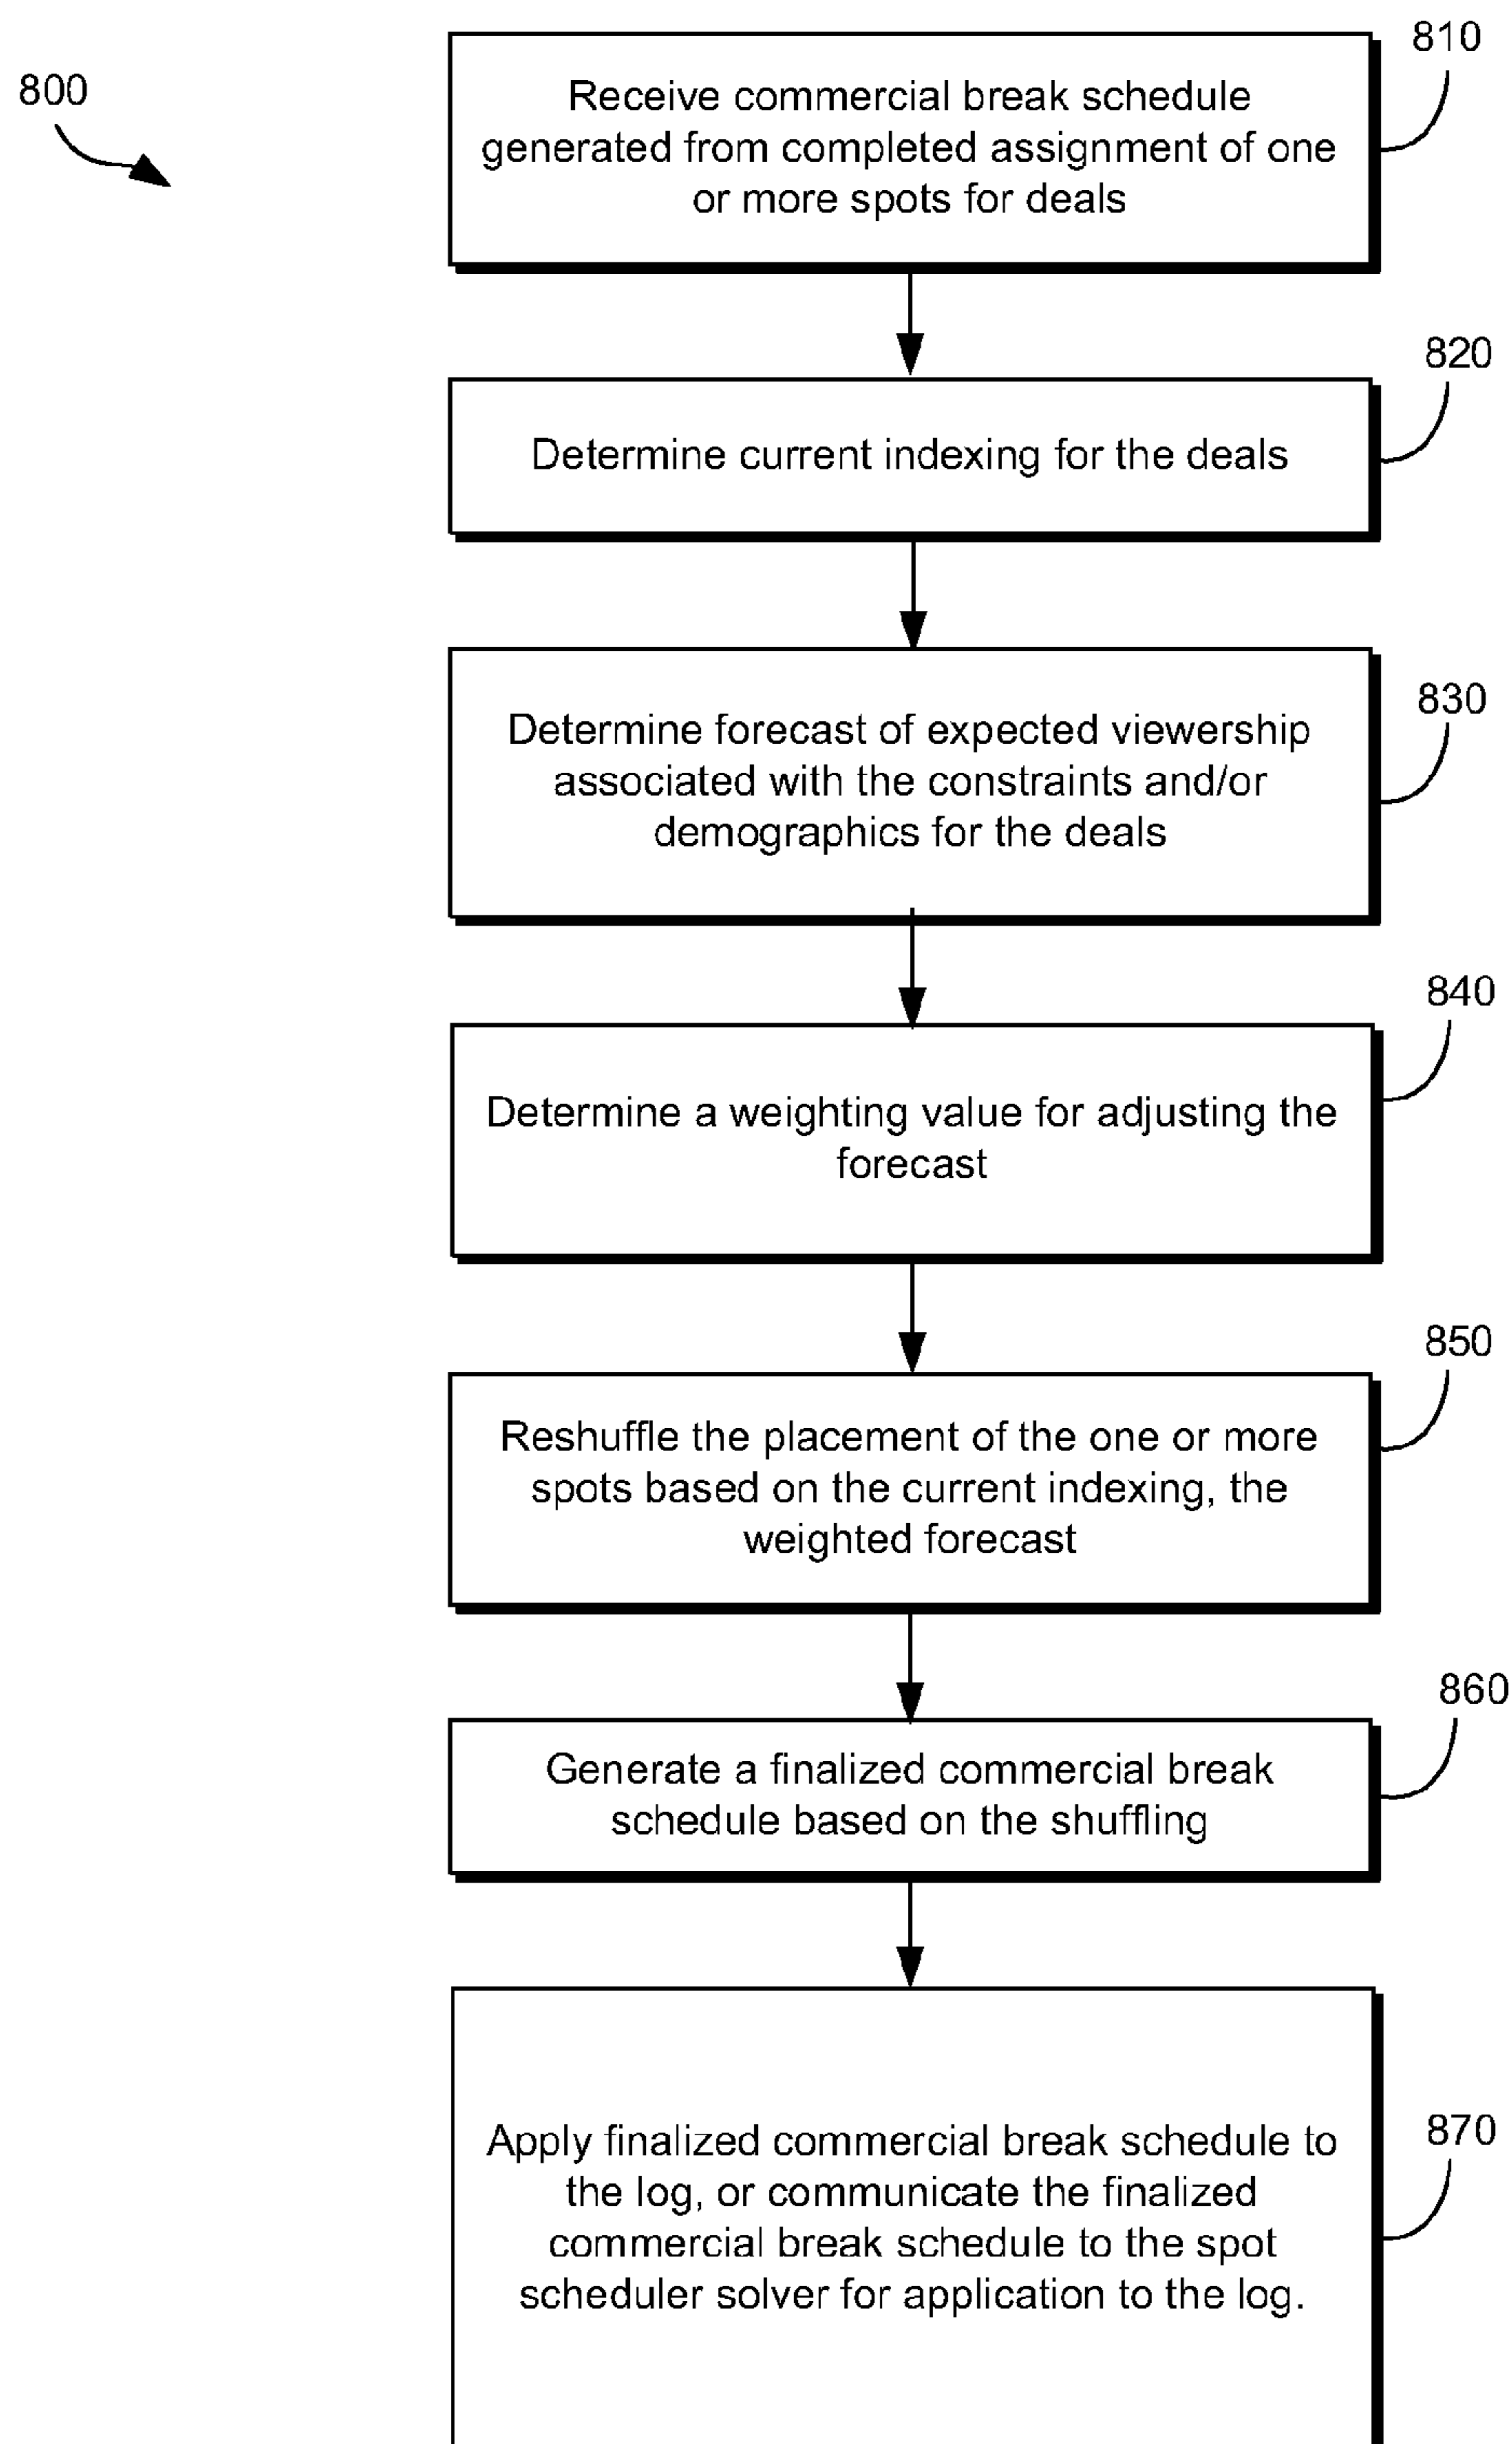 800
810
Receive commercial break schedule
generated from completed assignment of one
or more spots for deals
820
Determine current indexing for the deals
830
Determine forecast of expected viewership
associated with the constraints and/or
demographics for the deals
840
Determine a weighting value for adjusting the
forecast
850
Reshuffle the placement of the one or more
spots based on the current indexing, the
weighted forecast
860
Generate a finalized commercial break
schedule based on the shuffling
870
Apply finalized commercial break schedule to
the log, or communicate the finalized
commercial break schedule to the spot
scheduler solver for application to the log.